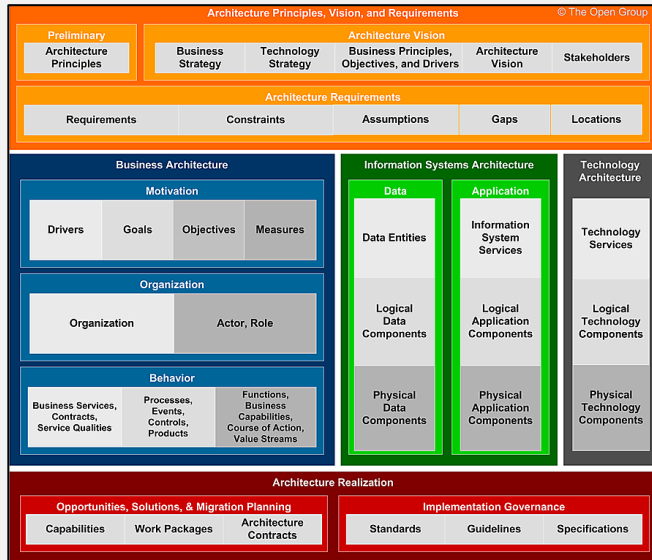 Architecture Principles, Vision, and Requirements
© The Open Group
Preliminary
Architecture
Principles
Architecture Vision
Business
Strategy
Technology
Strategy
Business Principles,
Objectives, and Drivers
Architecture
Vision
Stakeholders
Architecture Requirements
Requirements
Constraints
Assumptions
Gaps
Locations
Business Architecture
Motivation
Drivers
Goals
Objectives
Measures
Organization
Organization
Actor, Role
Behavior
Business Services,
Contracts,
Service Qualities
Processes,
Events,
Controls,
Products
Functions,
Business
Capabilities,
Course of Action,
Value Streams
Information Systems Architecture
Data
Data Entities
Logical
Data
Components
Physical
Data
Components
Application
Information
System
Services
Logical
Application
Components
Physical
Application
Components
Technology
Architecture
Technology
Services
Logical
Technology
Components
Physical
Technology
Components
Architecture Realization
Opportunities, Solutions, & Migration Planning
Capabilities
Work Packages
Architecture
Contracts
Implementation Governance
Standards
Guidelines
Specifications